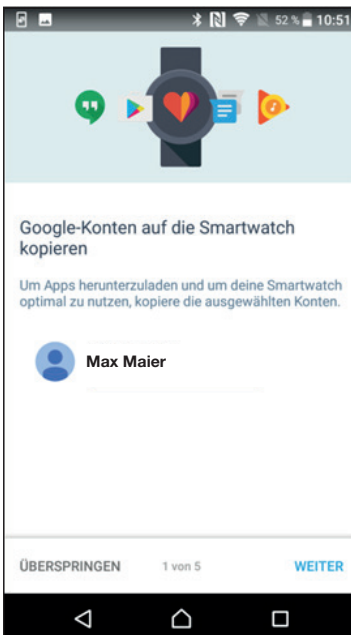 52 % 10:51
Google-Konten auf die Smartwatch
kopieren
Um Apps herunterzuladen und um deine Smartwatch
optimal zu nutzen, kopiere die ausgewählten Konten.
Max Maier
ÜBERSPRINGEN 1 von 5 WEITER